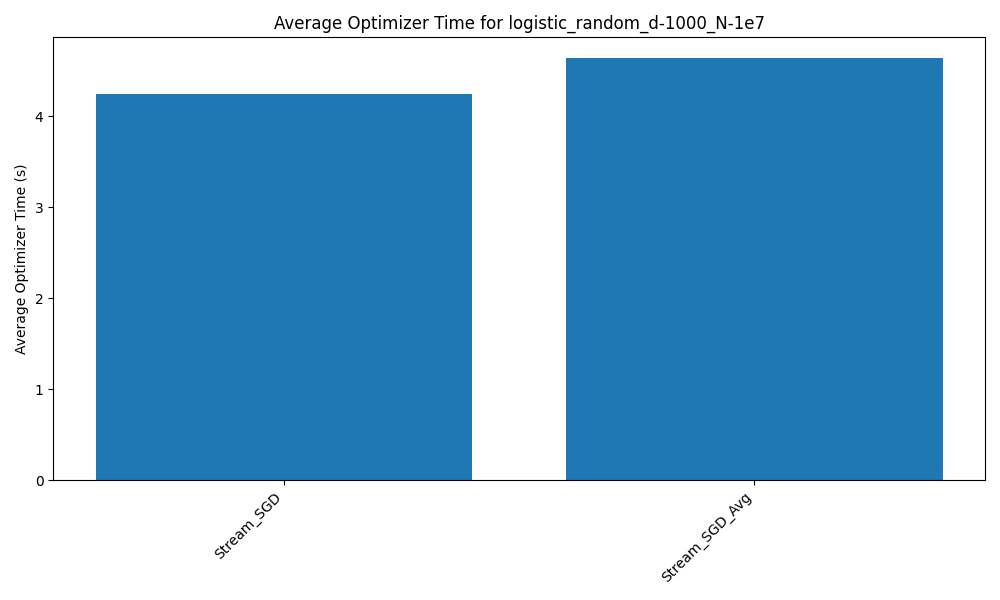 Average Optimizer Time for logistic_random_d-1000_N-1e7
Average Optimizer Time (s)
4
3
2
1
0
Stream_SGD
Stream_SGD_Avg